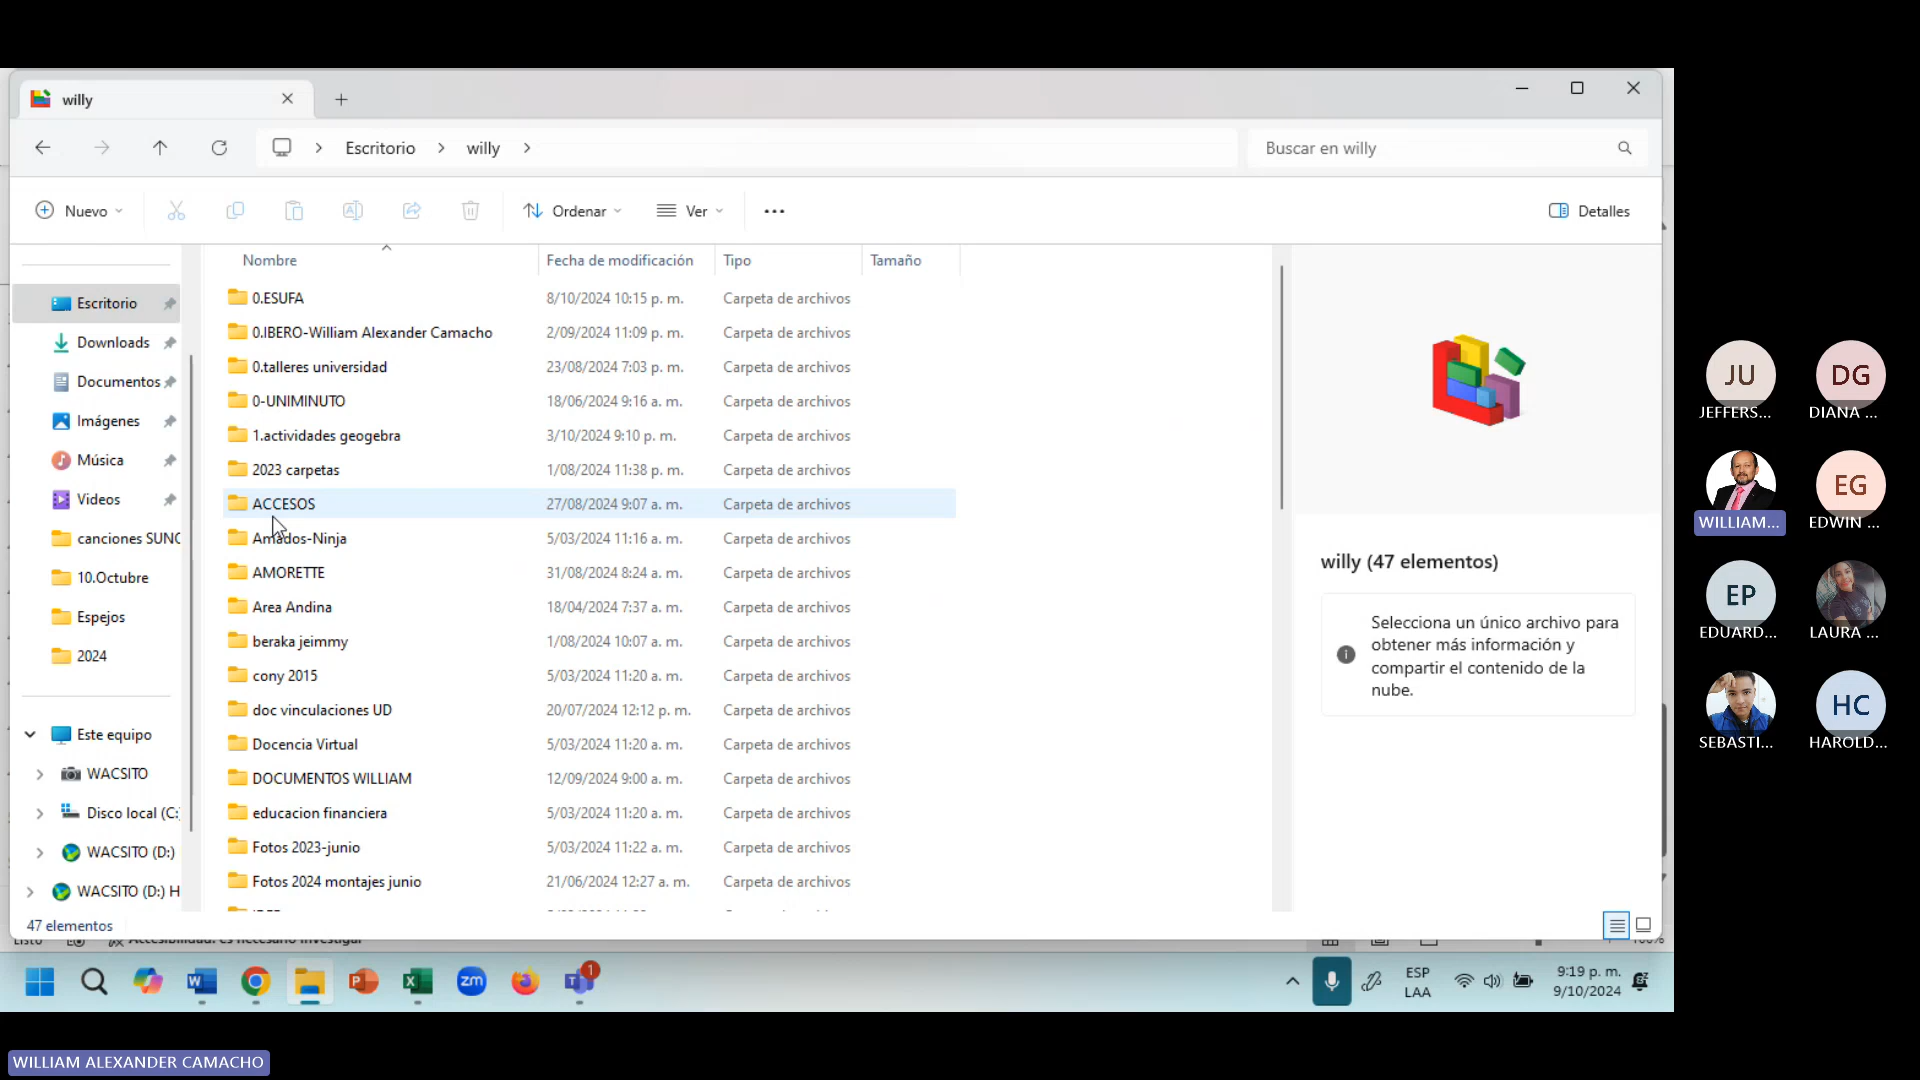 willy
Escritorio
willy
Buscar en willy
Nuevo
Ordenar
Ver
Detalles
Nombre
Fecha de modificación
Tipo
Tamaño
Escritorio
Downloads
Documentos
Imágenes
Música
Videos
canciones SUNO
10.Octubre
Espejos
2024
Este equipo
WACSITO
Disco local (C:)
WACSITO (D:)
WACSITO (D:) H
0.ESUFA 8/10/2024 10:15 p. m. Carpeta de archivos
0.IBERO-William Alexander Camacho 2/09/2024 11:09 p. m. Carpeta de archivos
0.talleres universidad 23/08/2024 7:03 p. m. Carpeta de archivos
0-UNIMINUTO 18/06/2024 9:16 a. m. Carpeta de archivos
1.actividades geogebra 3/10/2024 9:10 p. m. Carpeta de archivos
2023 carpetas 1/08/2024 11:38 p. m. Carpeta de archivos
ACCESOS 27/08/2024 9:07 a. m. Carpeta de archivos
Amados-Ninja 5/03/2024 11:16 a. m. Carpeta de archivos
AMORETTE 31/08/2024 8:24 a. m. Carpeta de archivos
Area Andina 18/04/2024 7:37 a. m. Carpeta de archivos
beraka jeimmy 1/08/2024 10:07 a. m. Carpeta de archivos
cony 2015 5/03/2024 11:20 a. m. Carpeta de archivos
doc vinculaciones UD 20/07/2024 12:12 p. m. Carpeta de archivos
Docencia Virtual 5/03/2024 11:20 a. m. Carpeta de archivos
DOCUMENTOS WILLIAM 12/09/2024 9:00 a. m. Carpeta de archivos
educacion financiera 5/03/2024 11:20 a. m. Carpeta de archivos
Fotos 2023-junio 5/03/2024 11:22 a. m. Carpeta de archivos
Fotos 2024 montajes junio 21/06/2024 12:27 a. m. Carpeta de archivos
willy (47 elementos)
Selecciona un único archivo para
obtener más información y
compartir el contenido de la
nube.
47 elementos
Accesibilidad: es necesario investigar
zm
1
ESP
LAA
9:19 p. m.
9/10/2024
JU
JEFFERS...
DG
DIANA ...
WILLIAM...
EG
EDWIN ...
EP
EDUARD...
LAURA ...
SEBASTI...
HC
HAROLD...
WILLIAM ALEXANDER CAMACHO